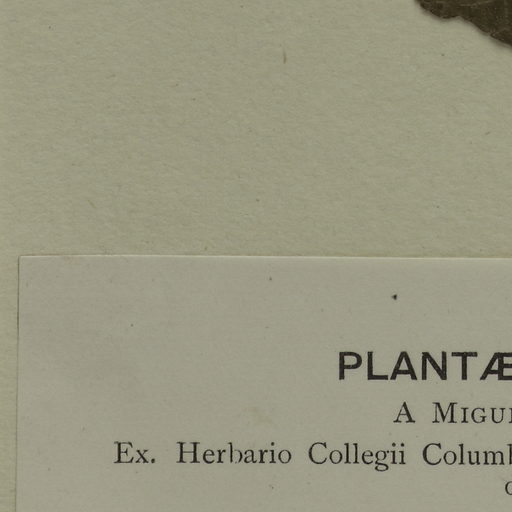 PLANTÆ
A MIGU
Ex. Herbario Collegii Columb